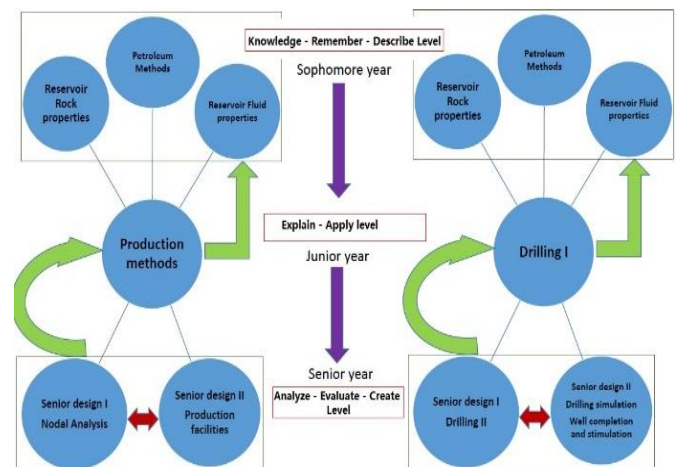 Knowledge - Remember - Describe Level
Sophomore year
Explain - Apply level
Junior year
Senior year
Analyze - Evaluate - Create
Level
Petroleum
Methods
Reservoir
Rock
properties
Reservoir Fluid
properties
Production
methods
Senior design I
Nodal Analysis
Senior design II
Production
facilities
Petroleum
Methods
Reservoir
Rock
properties
Reservoir Fluid
properties
Drilling I
Senior design I
Drilling II
Senior design II
Drilling simulation
Well completion
and stimulation